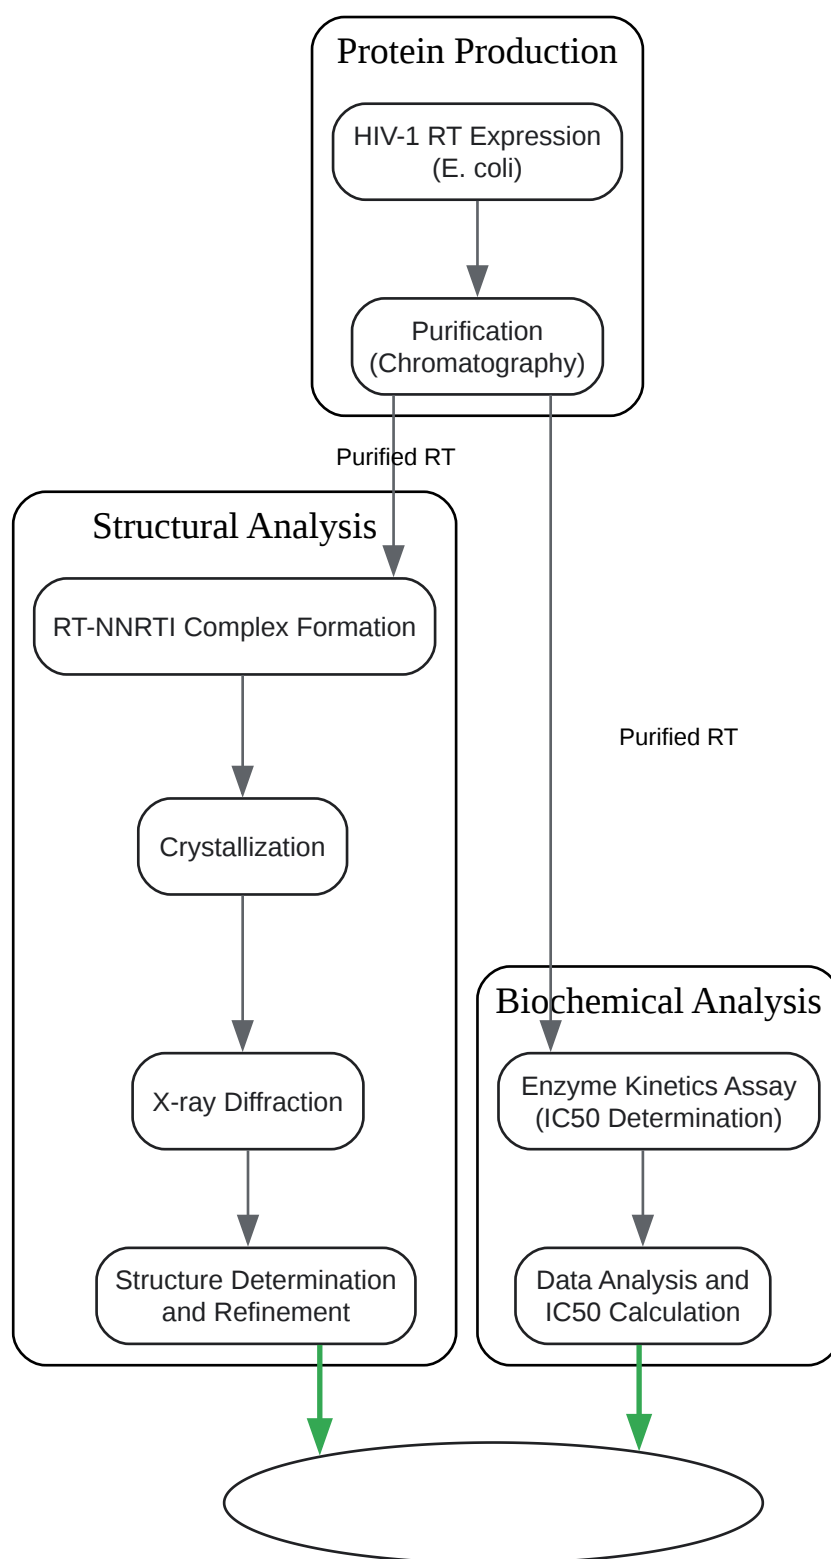 Protein Production
HIV-1 RT Expression
(E. coli)
Purification
(Chromatography)
Purified RT
Structural Analysis
RT-NNRTI Complex Formation
Purified RT
Crystallization
Biochemical Analysis
X-ray Diffraction
Enzyme Kinetics Assay
(IC50 Determination)
Structure Determination
and Refinement
Data Analysis and
IC50 Calculation